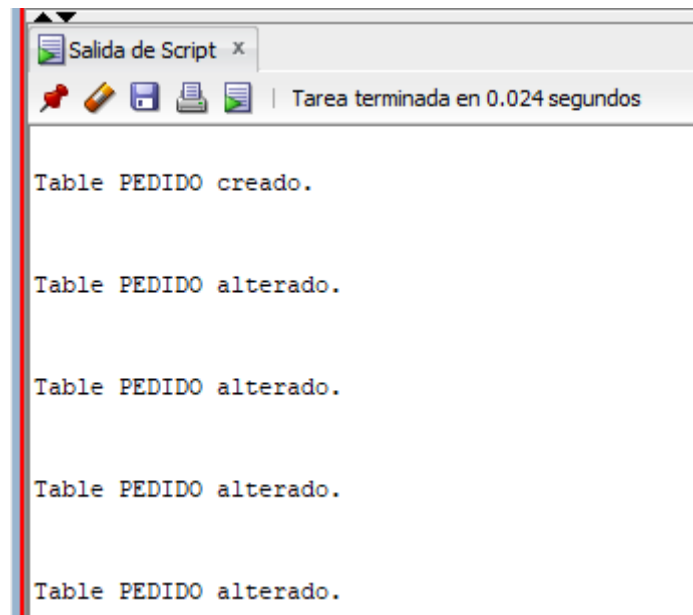 Salida de Script x
Tarea terminada en 0.024 segundos
Table PEDIDO creado.
Table PEDIDO alterado.
Table PEDIDO alterado.
Table PEDIDO alterado.
Table PEDIDO alterado.